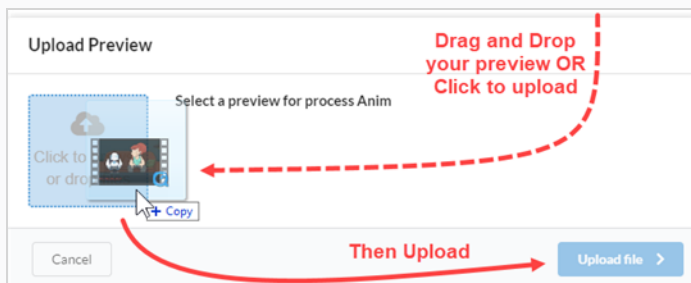 Upload Preview
Drag and Drop
your preview OR
Click to upload
Select a preview for process Anim
Click to
or dro
+ Copy
Then Upload
Cancel
Upload file